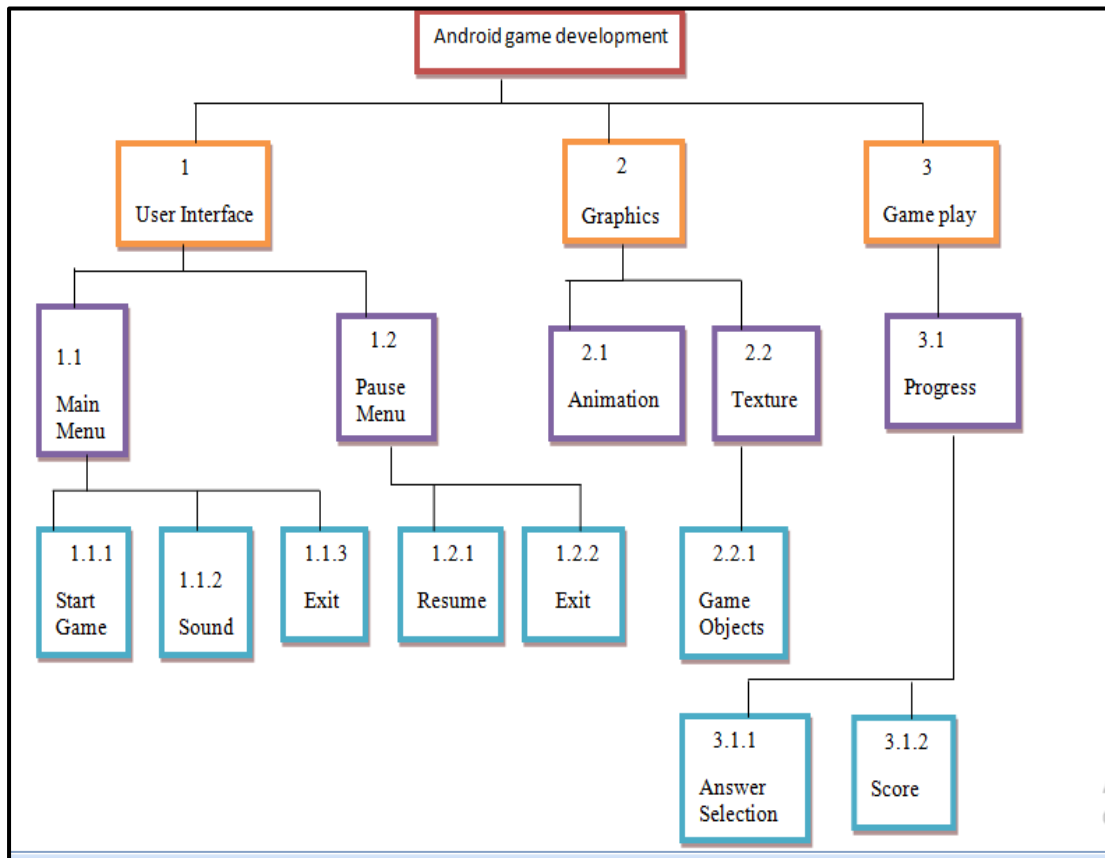 Android game development
1
User Interface
2
Graphics
3
Game play
1.1
Main
Menu
1.2
Pause
Menu
2.1
Animation
2.2
Texture
3.1
Progress
1.1.1
Start
Game
1.1.2
Sound
1.1.3
Exit
1.2.1
Resume
1.2.2
Exit
2.2.1
Game
Objects
3.1.1
Answer
Selection
3.1.2
Score